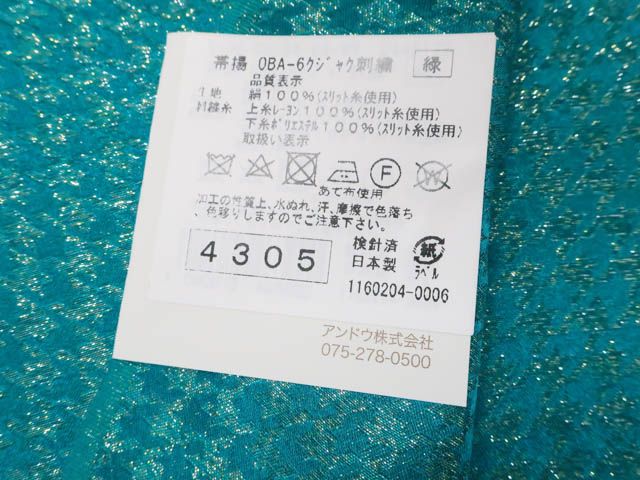 帯揚 OBA-6クジャク刺繍 緑
品質表示
生地 絹100%(スリット糸使用)
刺繍糸 上糸レーヨン100%(スリット糸使用)
下糸ポリエステル100%(スリット糸使用)
取扱い表示
F W
あて布使用
加工の性質上、水ぬれ、汗、摩擦で色落ち
、色移りしますのでご注意下さい。
4305
検針済
日本製
紙
ラベル
1160204-0006
アンドウ株式会社
075-278-0500